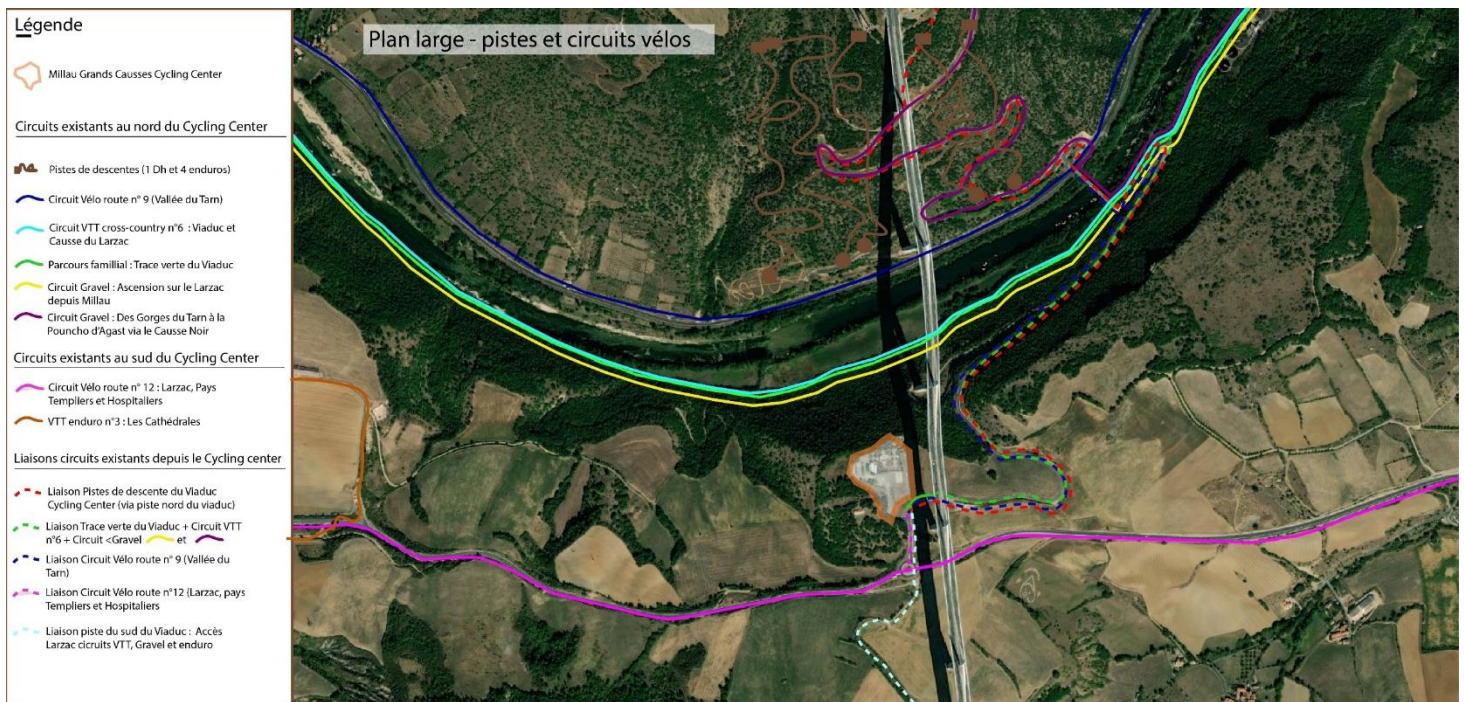 Légende
Plan large - pistes et circuits vélos
Millau Grands Causses Cycling Center
Circuits existants au nord du Cycling Center
Pistes de descentes (1 Dh et 4 enduros)
Circuit Vélo route n° 9 (Vallée du Tarn)
Circuit VTT cross-country n°6 : Viaduc et
Causse du Larzac
Parcours famillial : Trace verte du Viaduc
Circuit Gravel : Ascension sur le Larzac
depuis Millau
Circuit Gravel : Des Gorges du Tarn à la
Pouncho d'Agast via le Causse Noir
Circuits existants au sud du Cycling Center
Circuit Vélo route n° 12 : Larzac, Pays
Templiers et Hospitaliers
VTT enduro n°3 : Les Cathédrales
Liaisons circuits existants depuis le Cycling center
Liaison Pistes de descente du Viaduc
Cycling Center (via piste nord du viaduc)
Liaison Trace verte du Viaduc + Circuit VTT
n°6 + Circuit <Gravel et
Liaison Circuit Vélo route n° 9 (Vallée du
Tarn)
Liaison Circuit Vélo route n°12 (Larzac, pays
Templiers et Hospitaliers
Liaison piste du sud du Viaduc : Accès
Larzac cicruits VTT, Gravel et enduro